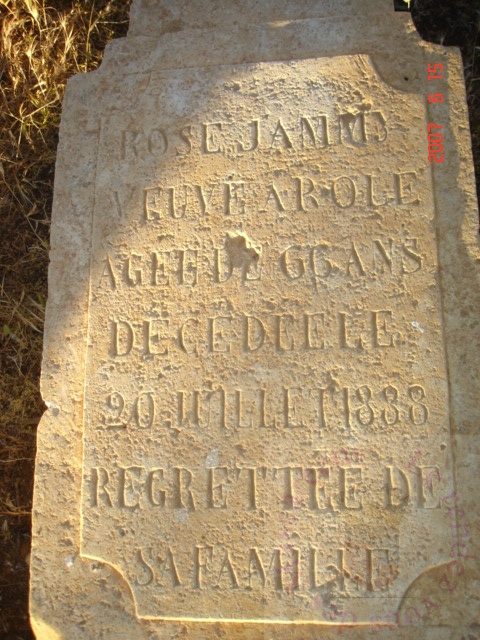 ROSE JAMMY
VEUVE AROLE
AGEE DE 66 ANS
DECEDEE LE
20 JUILLET 1888
REGRETTEE DE
SA FAMILLE
2007 8 15